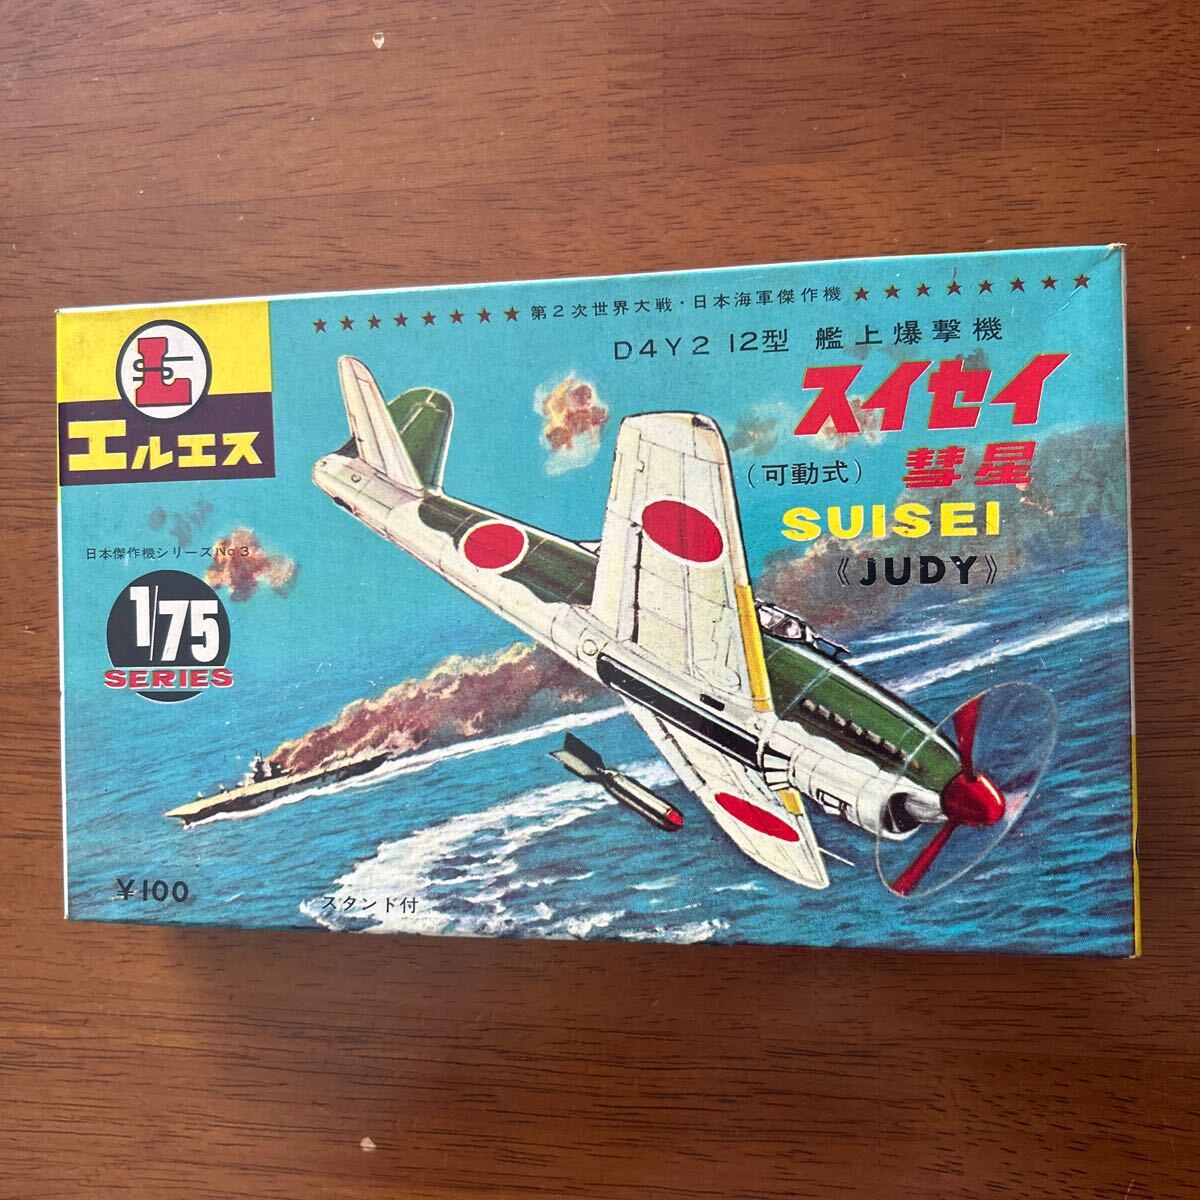 ★★★★★★★★ 第2次世界大戦・日本海軍傑作機 ★★★★★★★★
D4Y2 12型 艦上爆撃機
スイセイ
(可動式) 彗星
SUISEI
《JUDY》
LS
エルエス
日本傑作機シリーズNo3
1/75
SERIES
¥100
スタンド付